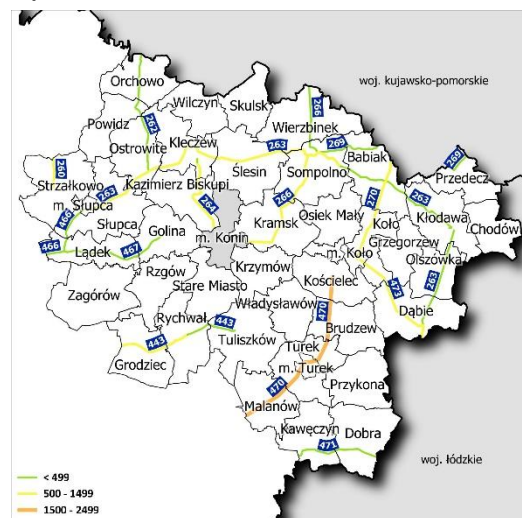 Orchowo
woj. kujawsko-pomorskie
Wilczyn
Skulsk
266
Powidz
262
Wierzbinek
Ostrowite
Kleczew
263
269
Babiak
269
260
Strzałkowo
Ślesin
Sompolno
Przedecz
263
Kazimierz Biskupi
m. Słupca
264
266
270
263
Kłodawa
466
Słupca
Kramsk
Osiek Mały
Koło
Chodów
Golina
Grzegorzew
466
467
m. Konin
Lądek
m. Koło
Olszówka
Rzgów
Krzymów
263
Kościelec
473
Zagórów
Stare Miasto
Władysławów
470
Dąbie
Rychwał
443
Brudzew
443
Tuliszków
Turek
Grodziec
m. Turek
470
Przykona
Malanów
Kawęczyn
Dobra
471
woj. łódzkie
< 499
500 - 1499
1500 - 2499